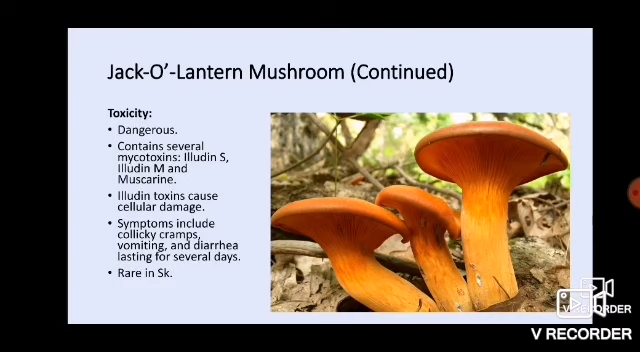 Jack-O'-Lantern Mushroom (Continued)
Toxicity:
• Dangerous.
• Contains several
mycotoxins: Illudin S,
Illudin M and
Muscarine.
• Illudin toxins cause
cellular damage.
• Symptoms include
collicky cramps,
vomiting, and diarrhea
lasting for several days.
• Rare in Sk.
V RECORDER
V RECORDER